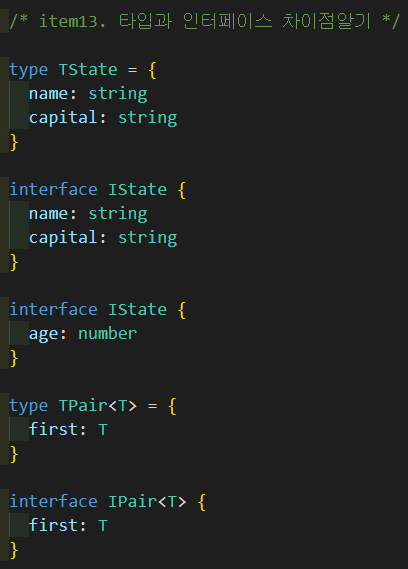 /* item13. 타입과 인터페이스 차이점알기 */
type TState = {
name: string
capital: string
}
interface IState {
name: string
capital: string
}
interface IState {
age: number
}
type TPair<T> = {
first: T
}
interface IPair<T> {
first: T
}